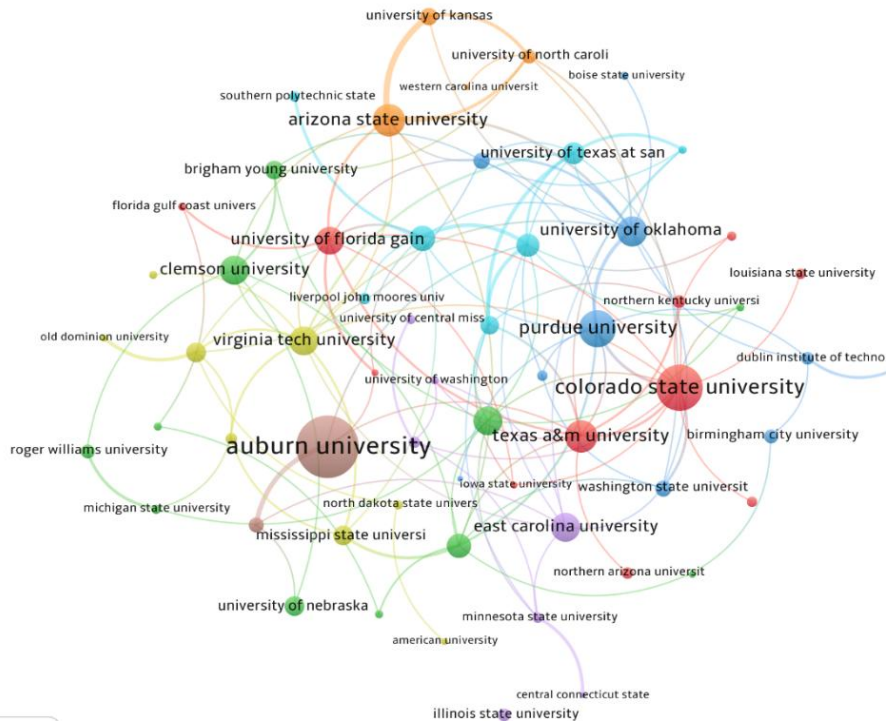 university of kansas
university of north caroli
boise state university
western carolina universit
southern polytechnic state
arizona state university
university of texas at san
brigham young university
florida gulf coast univers
university of oklahoma
university of florida gain
clemson university
louisiana state university
liverpool john moores univ
northern kentucky universi
university of central miss
purdue university
old dominion university
virginia tech university
dublin institute of techno
university of washington
colorado state university
texas a&m university
birmingham city university
auburn university
roger williams university
iowa state university
washington state universit
north dakota state univers
michigan state university
east carolina university
mississippi state universi
northern arizona universit
university of nebraska
minnesota state university
american university
central connecticut state
illinois state university